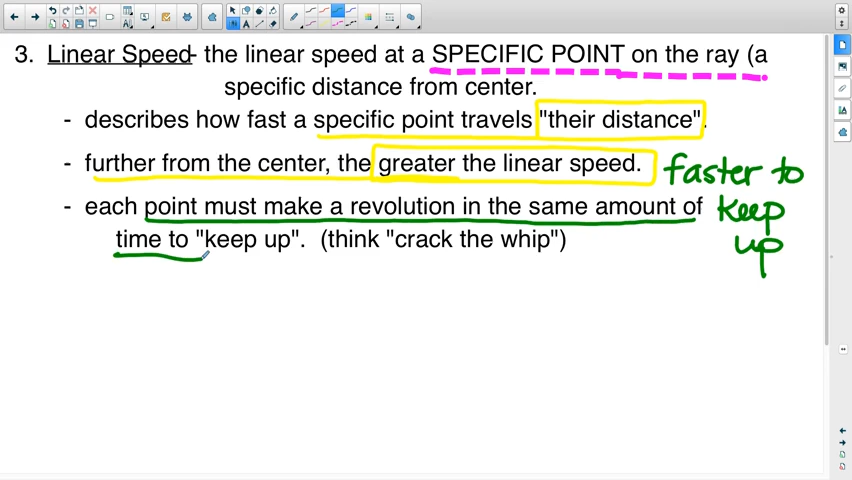 3. Linear Speed- the linear speed at a SPECIFIC POINT on the ray (a
specific distance from center.
- describes how fast a specific point travels "their distance".
- further from the center, the greater the linear speed.
faster to
keep
up
- each point must make a revolution in the same amount of
time to "keep up". (think "crack the whip")